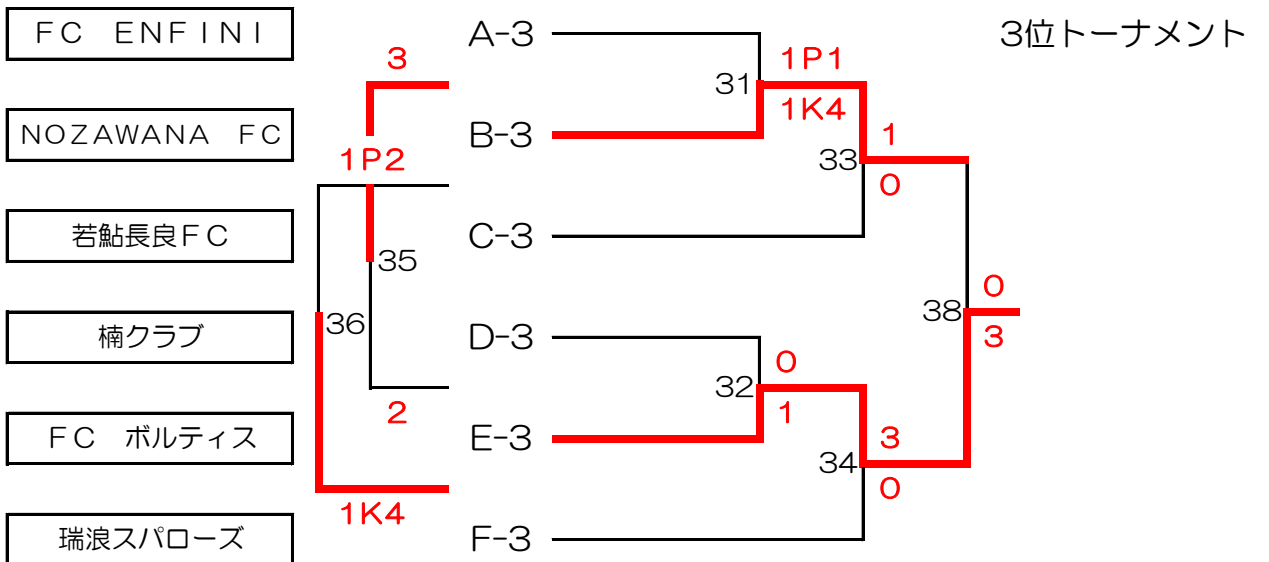 ＦＣ　ＥＮＦＩＮＩ
A-3
3位トーナメント
3
1P1
31
1K4
ＮＯＺＡＷＡＮＡ　ＦＣ
B-3
1
1P2
33
0
若鮎長良ＦＣ
C-3
35
0
38
36
楠クラブ
D-3
3
0
32
2
1
ＦＣ　ボルティス
E-3
3
34
0
1K4
瑞浪スパローズ
F-3